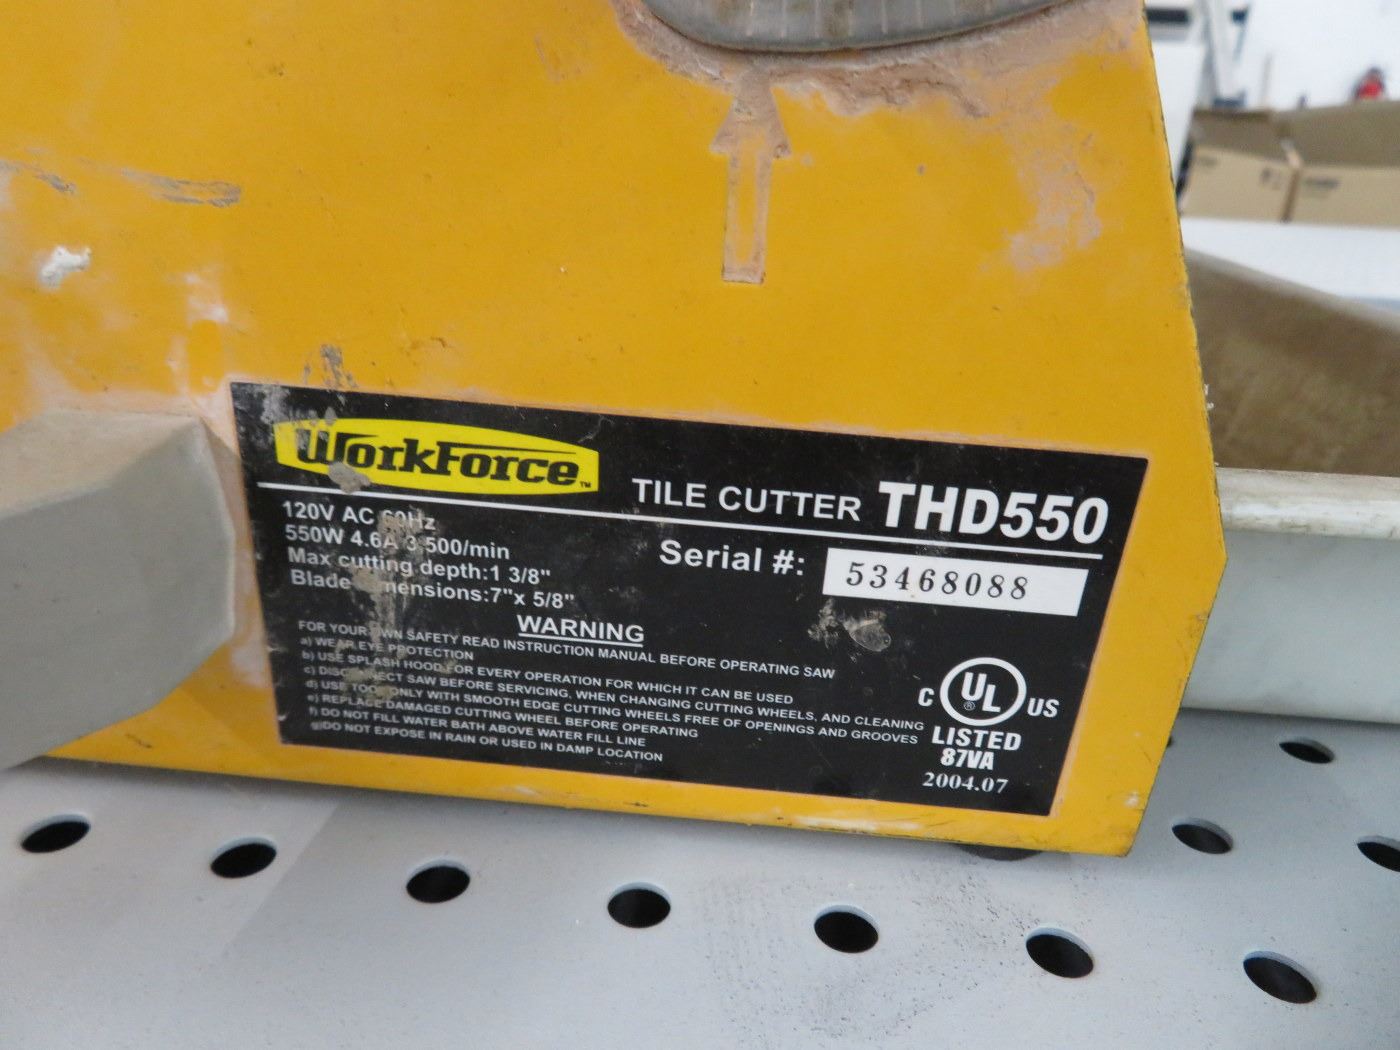 WORKFORCE™
TILE CUTTER THD550
120V AC 60Hz
550W 4.6A 3 500/min
Max cutting depth:1 3/8"
Blade dimensions:7"x 5/8"
Serial #: 53468088
WARNING
FOR YOUR OWN SAFETY READ INSTRUCTION MANUAL BEFORE OPERATING SAW
a) WEAR EYE PROTECTION
b) USE SPLASH HOOD FOR EVERY OPERATION FOR WHICH IT CAN BE USED
c) DISCONNECT SAW BEFORE SERVICING, WHEN CHANGING CUTTING WHEELS, AND CLEANING
d) USE TOOL ONLY WITH SMOOTH EDGE CUTTING WHEELS FREE OF OPENINGS AND GROOVES
e) REPLACE DAMAGED CUTTING WHEEL BEFORE OPERATING
f) DO NOT FILL WATER BATH ABOVE WATER FILL LINE
g)DO NOT EXPOSE IN RAIN OR USED IN DAMP LOCATION
C UL® US
LISTED
87VA
2004.07